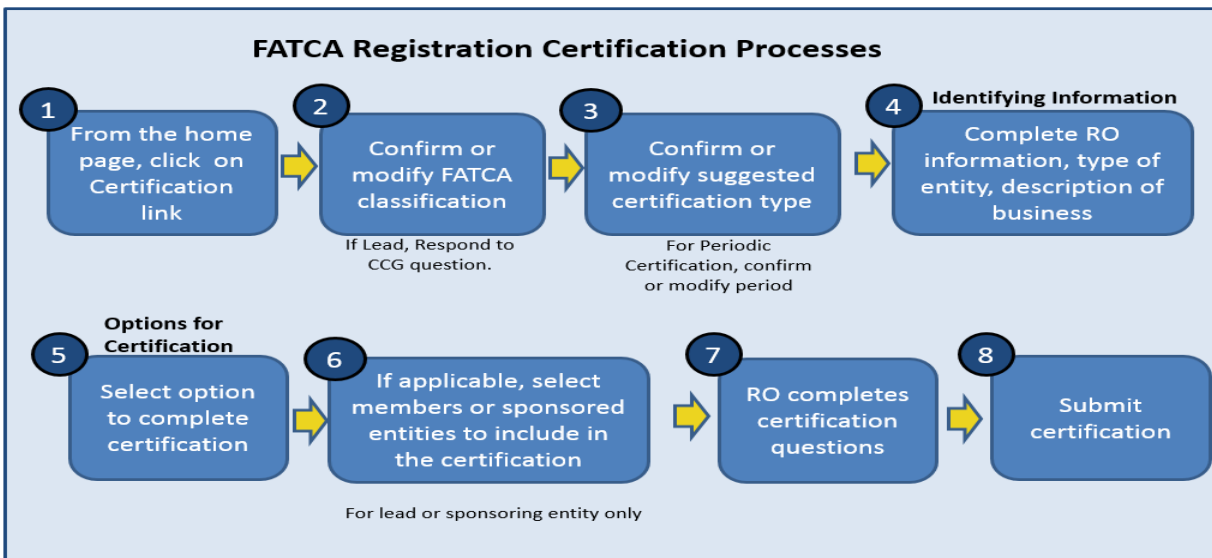 FATCA Registration Certification Processes
1
From the home
page, click on
Certification
link
2
Confirm or
modify FATCA
classification
If Lead, Respond to
CCG question.
3
Confirm or
modify suggested
certification type
For Periodic
Certification, confirm
or modify period
4
Identifying Information
Complete RO
information, type of
entity, description of
business
5
Options for
Certification
Select option
to complete
certification
6
If applicable, select
members or sponsored
entities to include in
the certification
For lead or sponsoring entity only
7
RO completes
certification
questions
8
Submit
certification